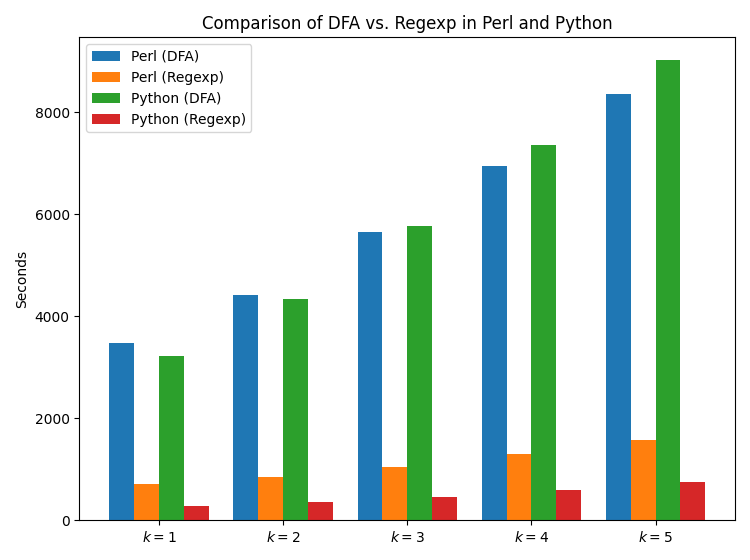 Comparison of DFA vs. Regexp in Perl and Python
Perl (DFA)
Perl (Regexp)
Python (DFA)
Python (Regexp)
Seconds
8000
6000
4000
2000
0
k = 1
k = 2
k = 3
k = 4
k = 5